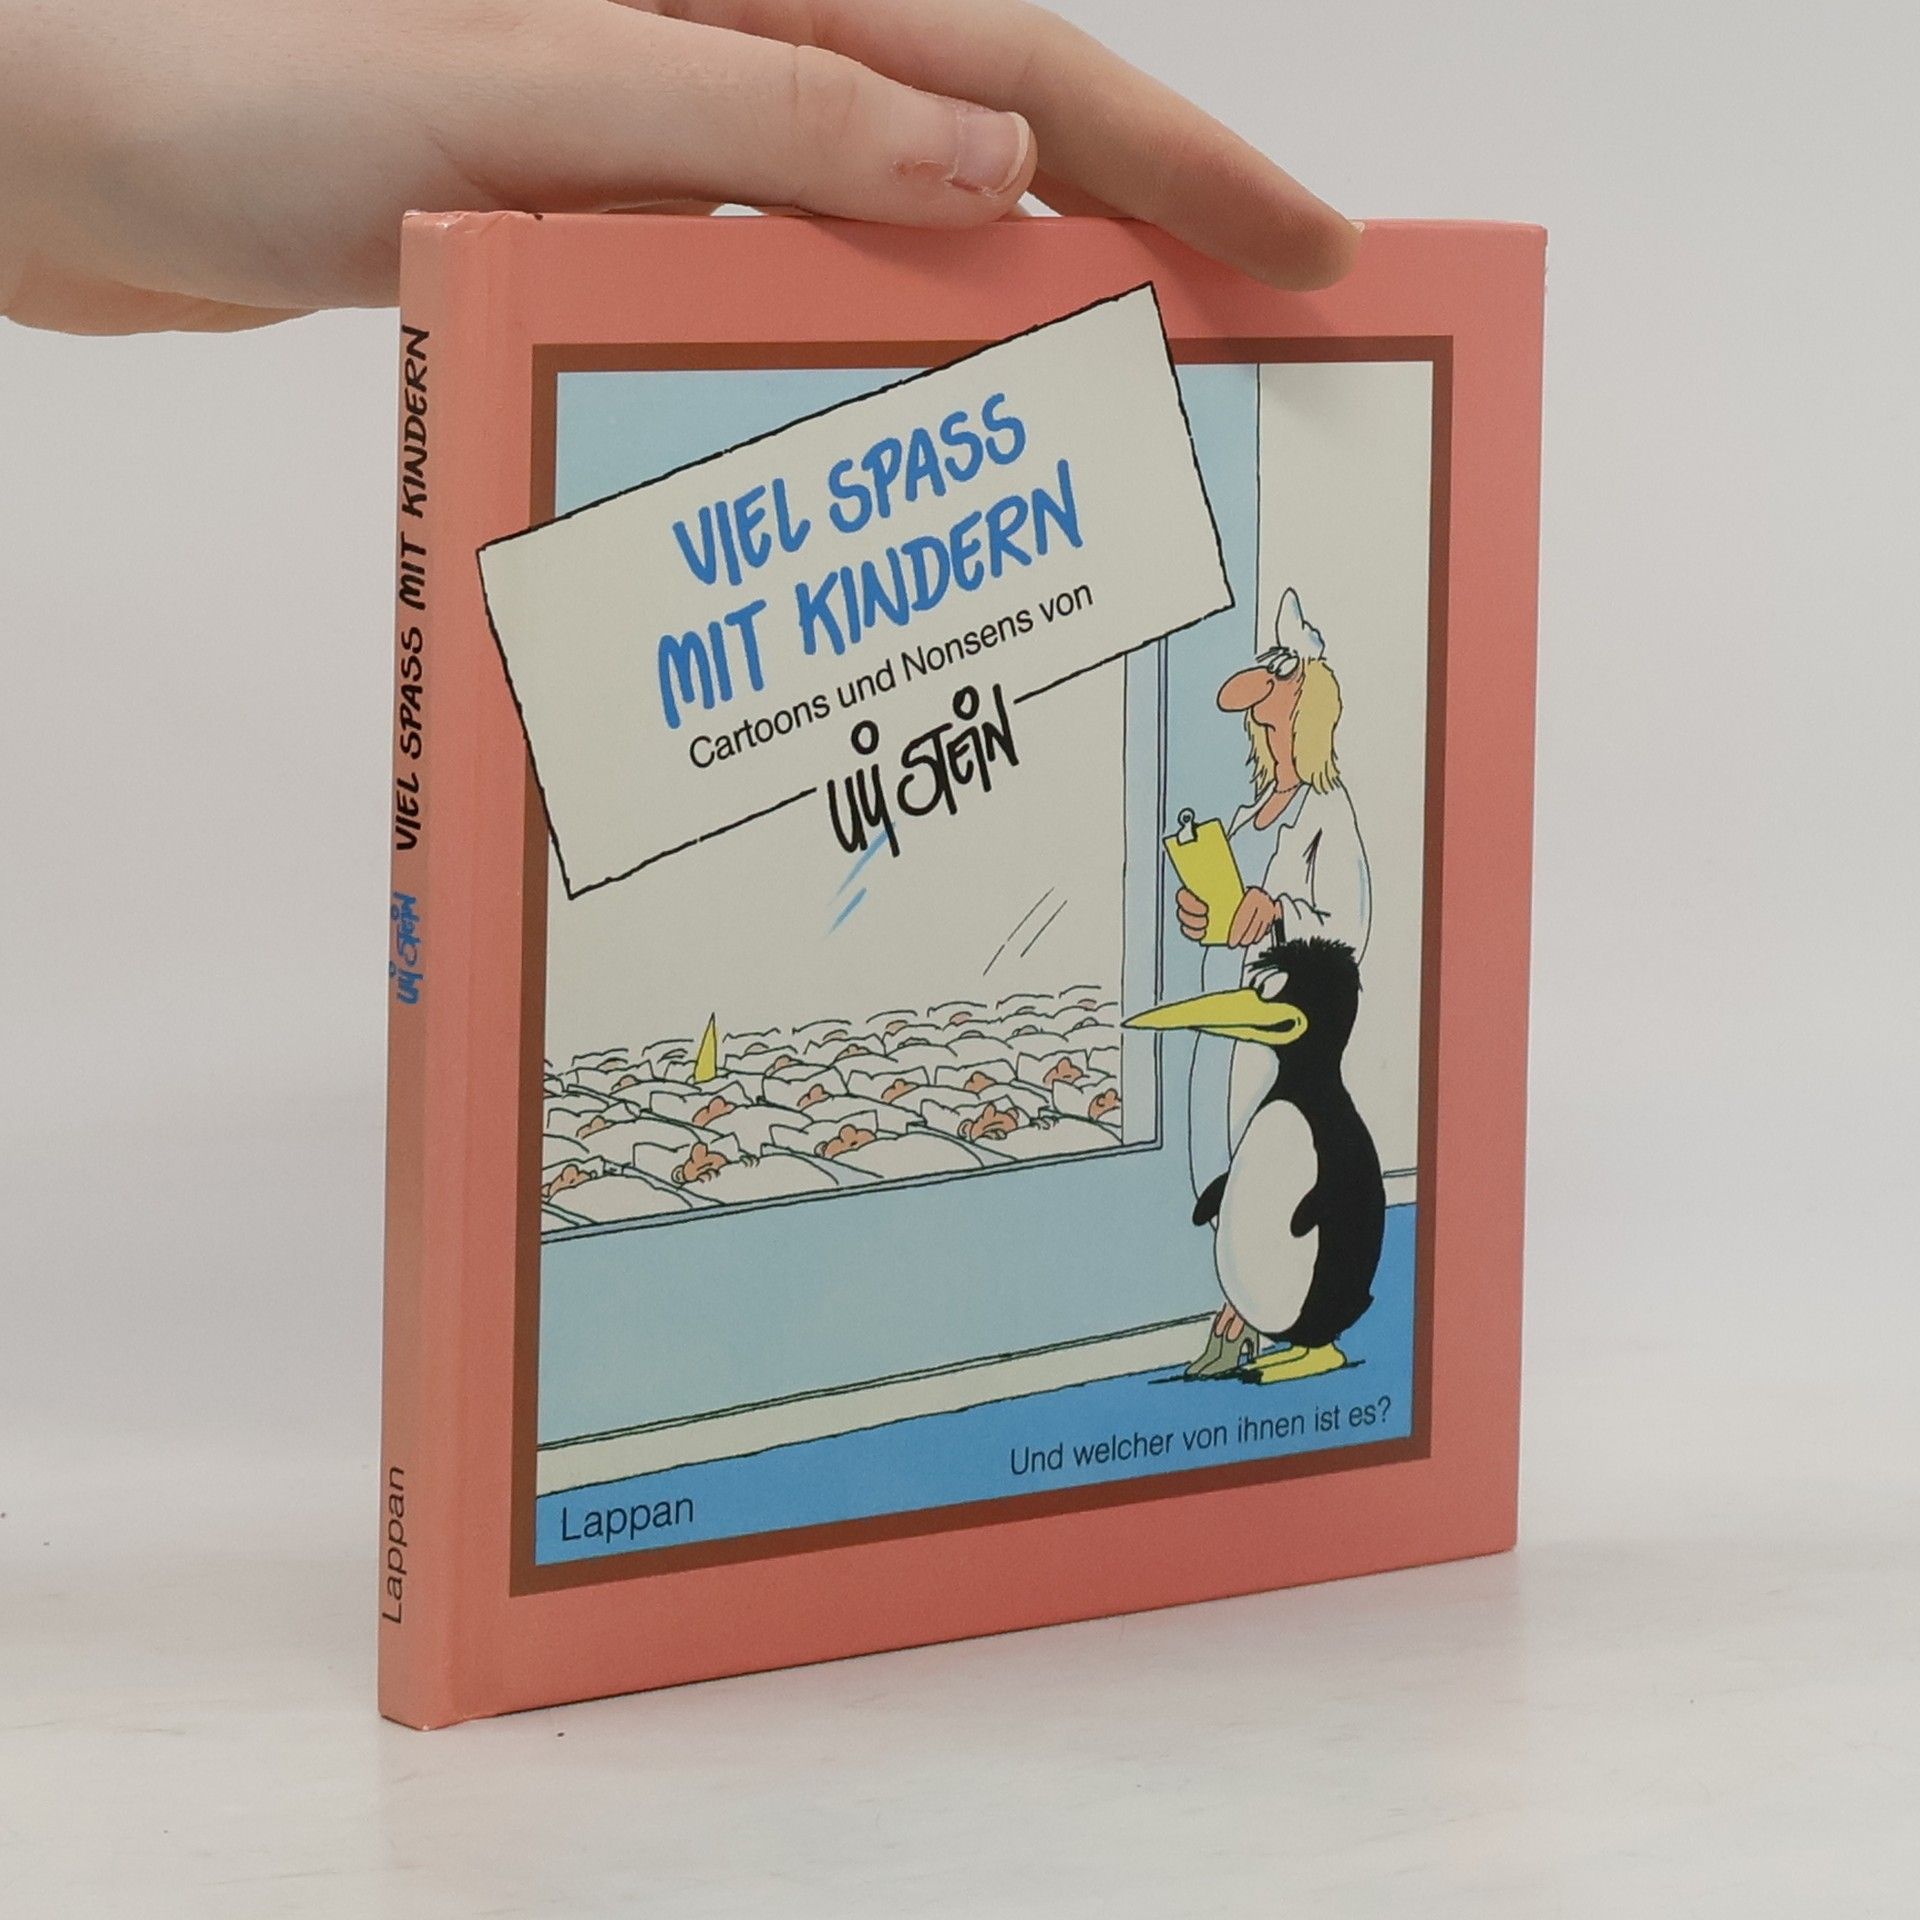 VIEL SPASS
MIT KINDERN
Cartoons und Nonsens von
ULI STEIN
Und welcher von ihnen ist es?
Lappan
ULI STEIN VIEL SPASS MIT KINDERN
Lappan